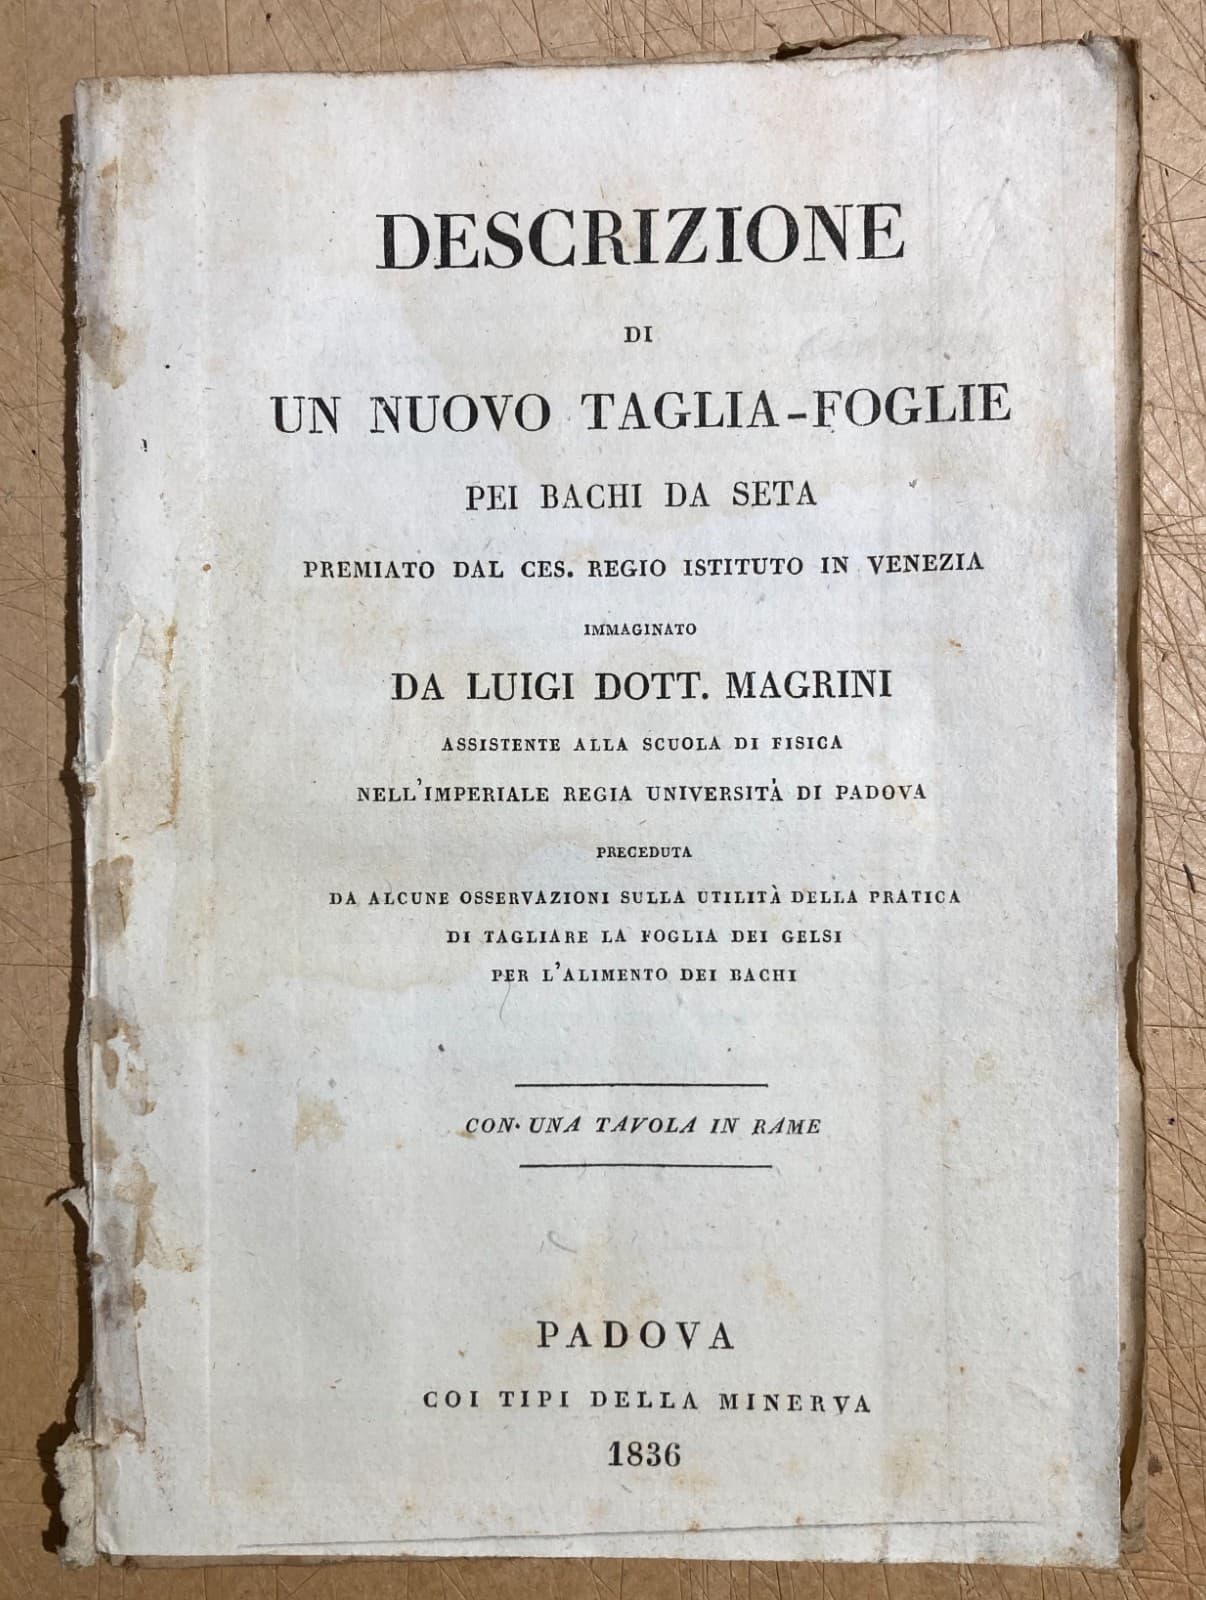 DESCRIZIONE
DI
UN NUOVO TAGLIA-FOGLIE
PEI BACHI DA SETA
PREMIATO DAL CES. REGIO ISTITUTO IN VENEZIA
IMMAGINATO
DA LUIGI DOTT. MAGRINI
ASSISTENTE ALLA SCUOLA DI FISICA
NELL'IMPERIALE REGIA UNIVERSITÀ DI PADOVA
PRECEDUTA
DA ALCUNE OSSERVAZIONI SULLA UTILITÀ DELLA PRATICA
DI TAGLIARE LA FOGLIA DEI GELSI
PER L'ALIMENTO DEI BACHI
CON UNA TAVOLA IN RAME
PADOVA
COI TIPI DELLA MINERVA
1836